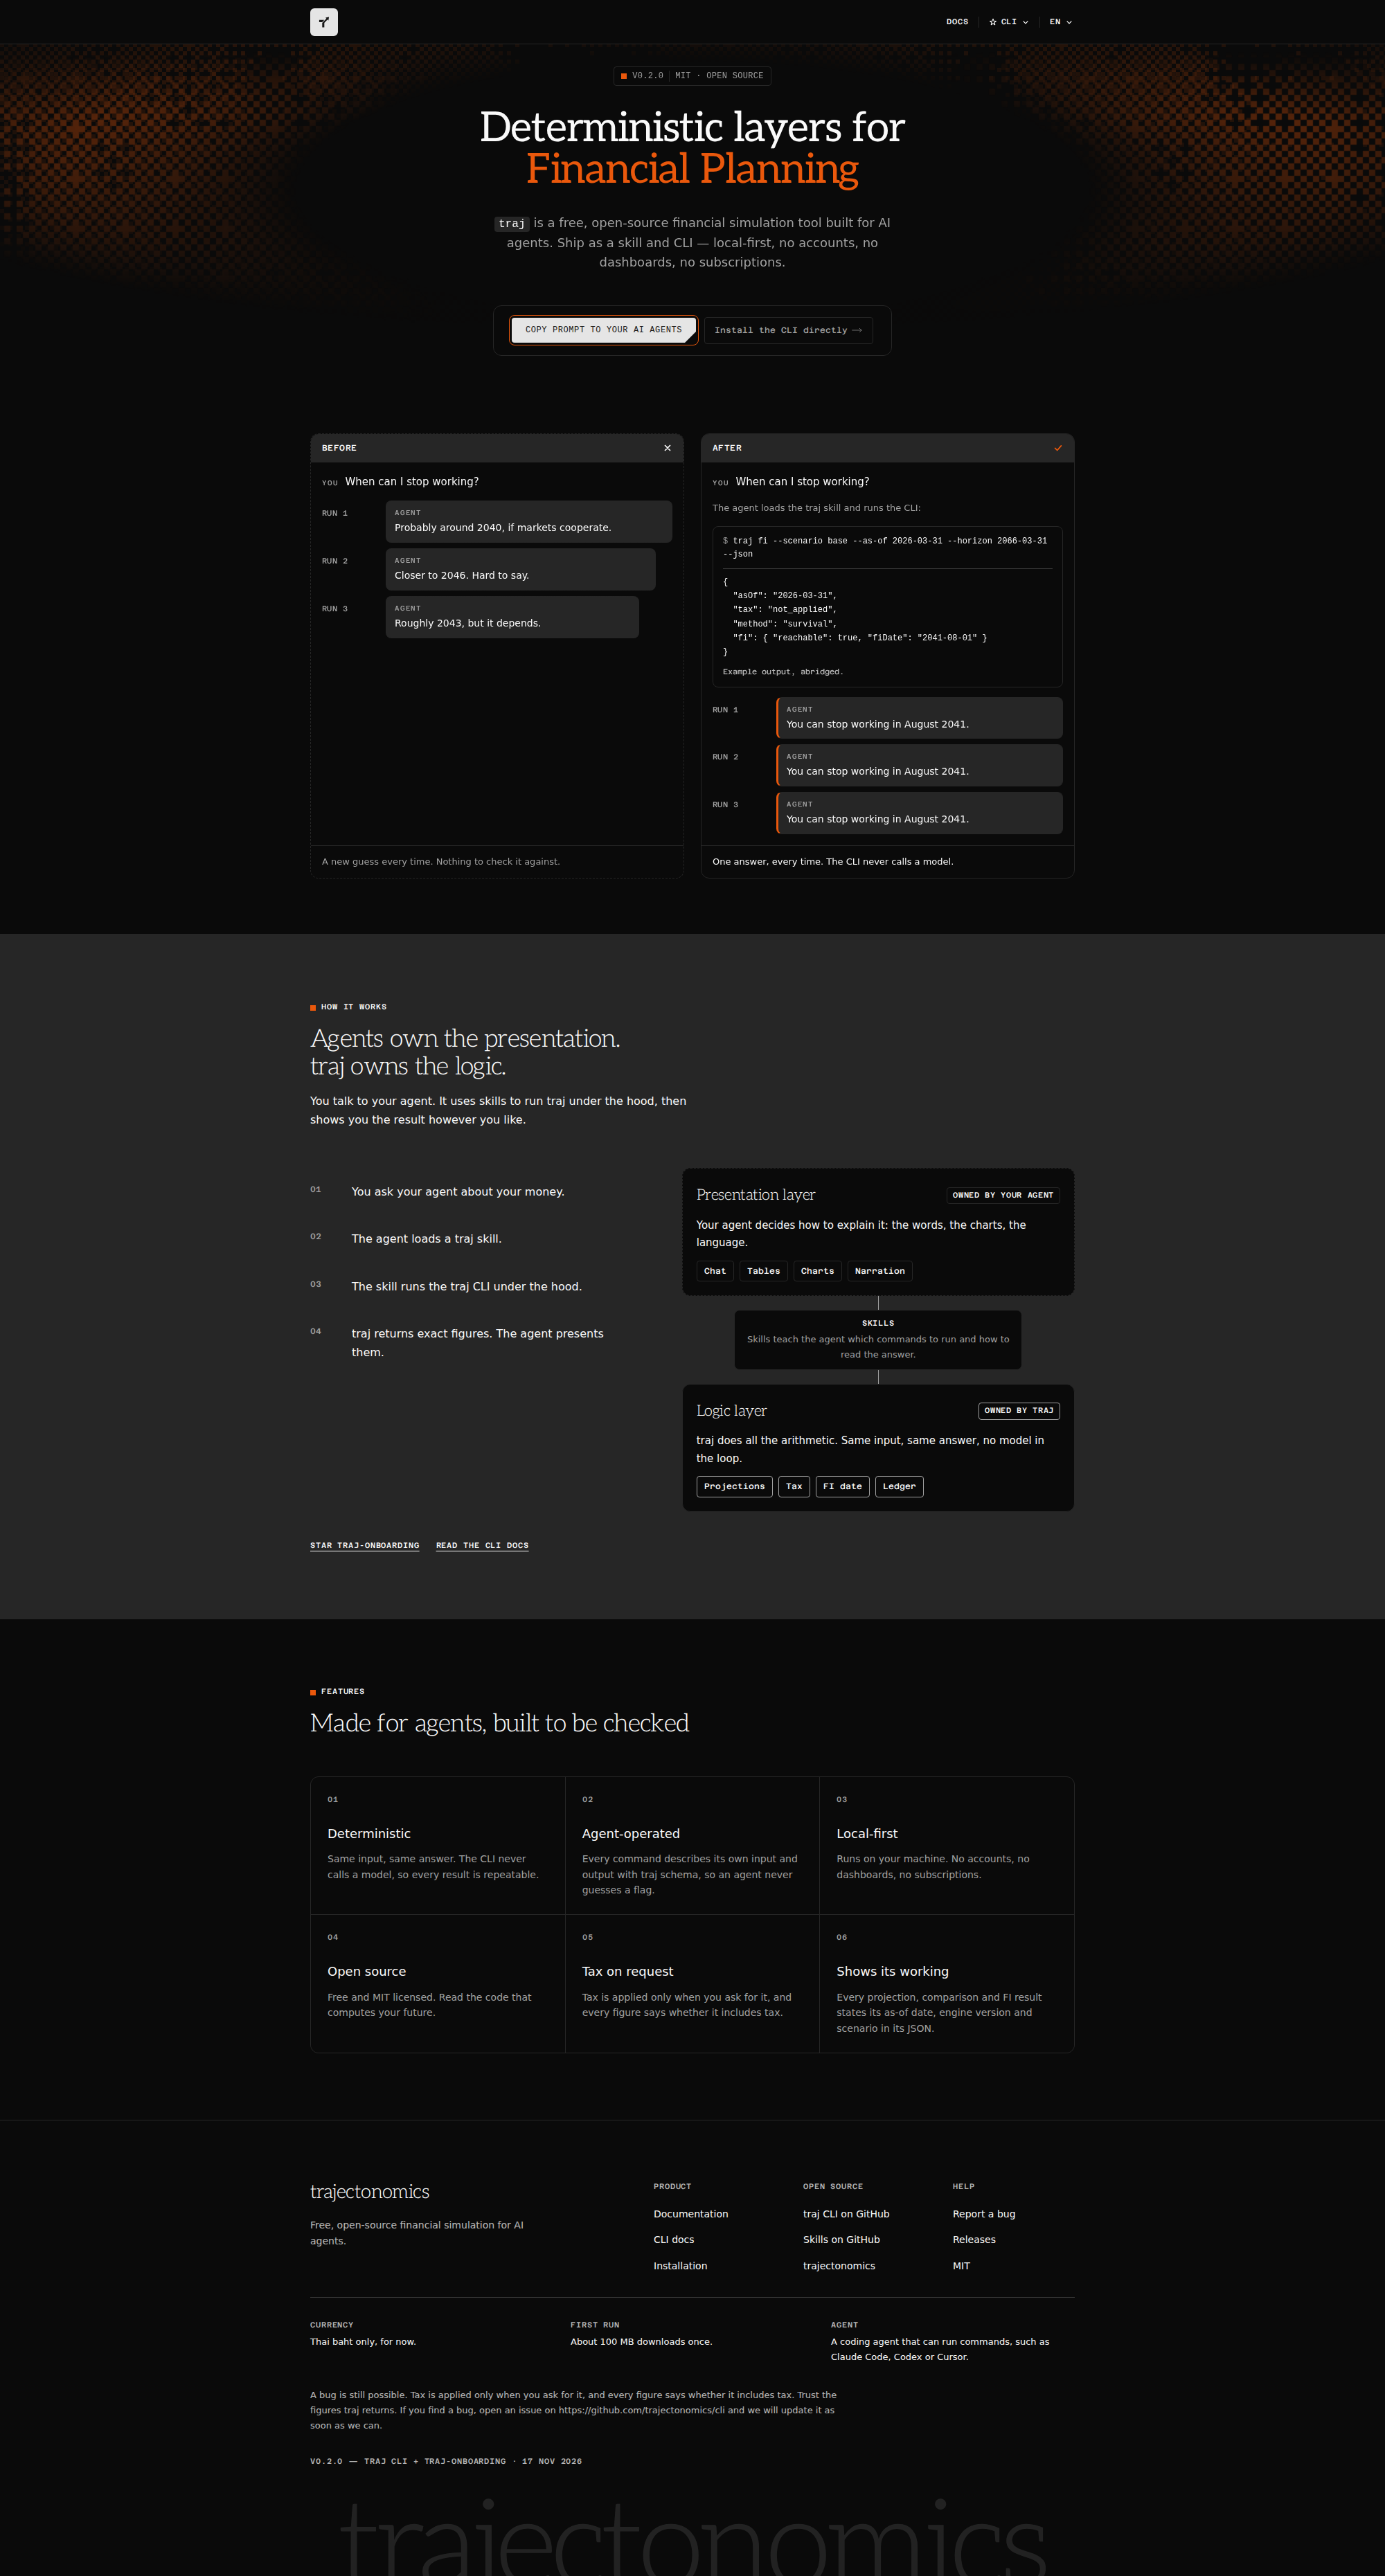 DOCS
CLI
EN
V0.2.0
MIT · OPEN SOURCE
Deterministic layers for
Financial Planning
traj is a free, open-source financial simulation tool built for AI
agents. Ship as a skill and CLI — local-first, no accounts, no
dashboards, no subscriptions.
COPY PROMPT TO YOUR AI AGENTS
Install the CLI directly →
BEFORE
YOU When can I stop working?
RUN 1
AGENT
Probably around 2040, if markets cooperate.
RUN 2
AGENT
Closer to 2046. Hard to say.
RUN 3
AGENT
Roughly 2043, but it depends.
A new guess every time. Nothing to check it against.
AFTER
YOU When can I stop working?
The agent loads the traj skill and runs the CLI:
$ traj fi --scenario base --as-of 2026-03-31 --horizon 2066-03-31
--json
{
"asOf": "2026-03-31",
"tax": "not_applied",
"method": "survival",
"fi": { "reachable": true, "fiDate": "2041-08-01" }
}
Example output, abridged.
RUN 1
AGENT
You can stop working in August 2041.
RUN 2
AGENT
You can stop working in August 2041.
RUN 3
AGENT
You can stop working in August 2041.
One answer, every time. The CLI never calls a model.
HOW IT WORKS
Agents own the presentation.
traj owns the logic.
You talk to your agent. It uses skills to run traj under the hood, then
shows you the result however you like.
01 You ask your agent about your money.
02 The agent loads a traj skill.
03 The skill runs the traj CLI under the hood.
04 traj returns exact figures. The agent presents
them.
Presentation layer
OWNED BY YOUR AGENT
Your agent decides how to explain it: the words, the charts, the
language.
Chat
Tables
Charts
Narration
SKILLS
Skills teach the agent which commands to run and how to
read the answer.
Logic layer
OWNED BY TRAJ
traj does all the arithmetic. Same input, same answer, no model in
the loop.
Projections
Tax
FI date
Ledger
STAR TRAJ-ONBOARDING
READ THE CLI DOCS
FEATURES
Made for agents, built to be checked
01
Deterministic
Same input, same answer. The CLI never
calls a model, so every result is repeatable.
02
Agent-operated
Every command describes its own input and
output with traj schema, so an agent never
guesses a flag.
03
Local-first
Runs on your machine. No accounts, no
dashboards, no subscriptions.
04
Open source
Free and MIT licensed. Read the code that
computes your future.
05
Tax on request
Tax is applied only when you ask for it, and
every figure says whether it includes tax.
06
Shows its working
Every projection, comparison and FI result
states its as-of date, engine version and
scenario in its JSON.
trajectonomics
Free, open-source financial simulation for AI
agents.
PRODUCT
Documentation
CLI docs
Installation
OPEN SOURCE
traj CLI on GitHub
Skills on GitHub
trajectonomics
HELP
Report a bug
Releases
MIT
CURRENCY
Thai baht only, for now.
FIRST RUN
About 100 MB downloads once.
AGENT
A coding agent that can run commands, such as
Claude Code, Codex or Cursor.
A bug is still possible. Tax is applied only when you ask for it, and every figure says whether it includes tax. Trust the
figures traj returns. If you find a bug, open an issue on https://github.com/trajectonomics/cli and we will update it as
soon as we can.
V0.2.0 — TRAJ CLI + TRAJ-ONBOARDING · 17 NOV 2026
trajectonomics